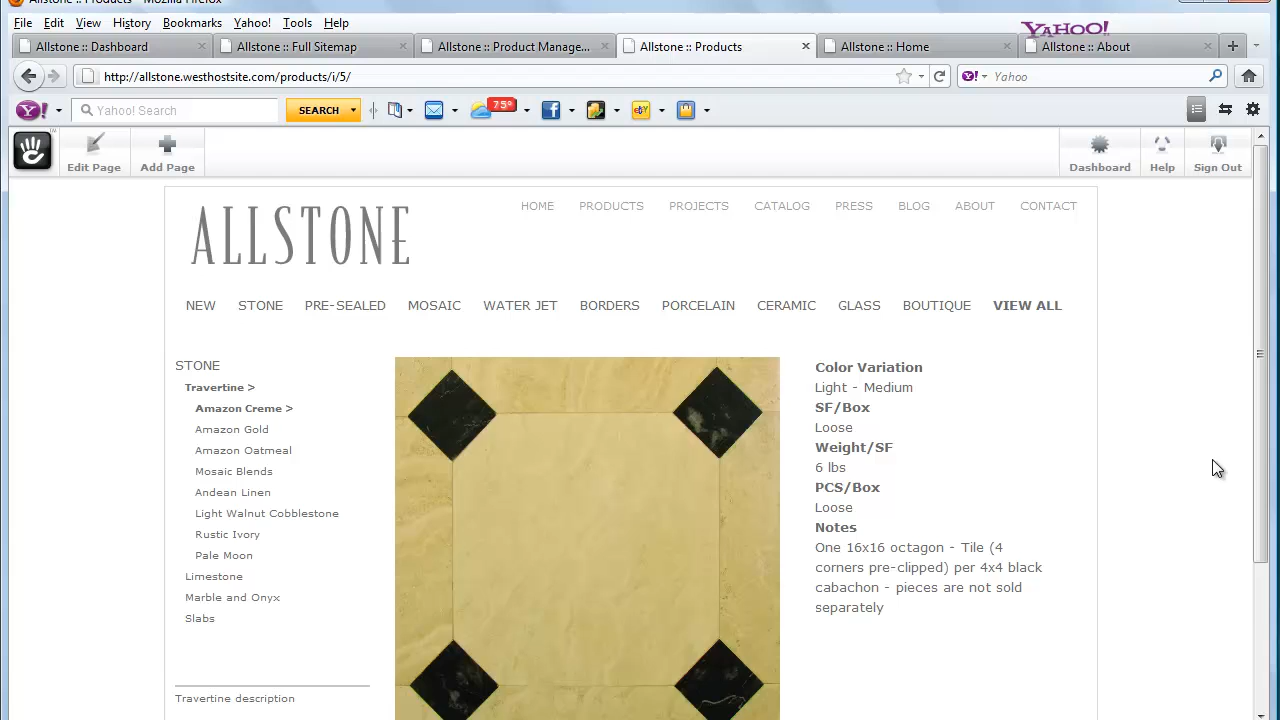 Allstone :: Products - Mozilla Firefox
File Edit View History Bookmarks Yahoo! Tools Help
YAHOO!
Allstone :: Dashboard Allstone :: Full Sitemap Allstone :: Product Manage... Allstone :: Products Allstone :: Home Allstone :: About
http://allstone.westhostsite.com/products/i/5/ Y! Yahoo
Y! Yahoo! Search SEARCH 75° f eBY
Edit Page Add Page Dashboard Help Sign Out
HOME PRODUCTS PROJECTS CATALOG PRESS BLOG ABOUT CONTACT
ALLSTONE
NEW STONE PRE-SEALED MOSAIC WATER JET BORDERS PORCELAIN CERAMIC GLASS BOUTIQUE VIEW ALL
STONE
Travertine >
Amazon Creme >
Amazon Gold
Amazon Oatmeal
Mosaic Blends
Andean Linen
Light Walnut Cobblestone
Rustic Ivory
Pale Moon
Limestone
Marble and Onyx
Slabs
Travertine description
Color Variation
Light - Medium
SF/Box
Loose
Weight/SF
6 lbs
PCS/Box
Loose
Notes
One 16x16 octagon - Tile (4
corners pre-clipped) per 4x4 black
cabachon - pieces are not sold
separately